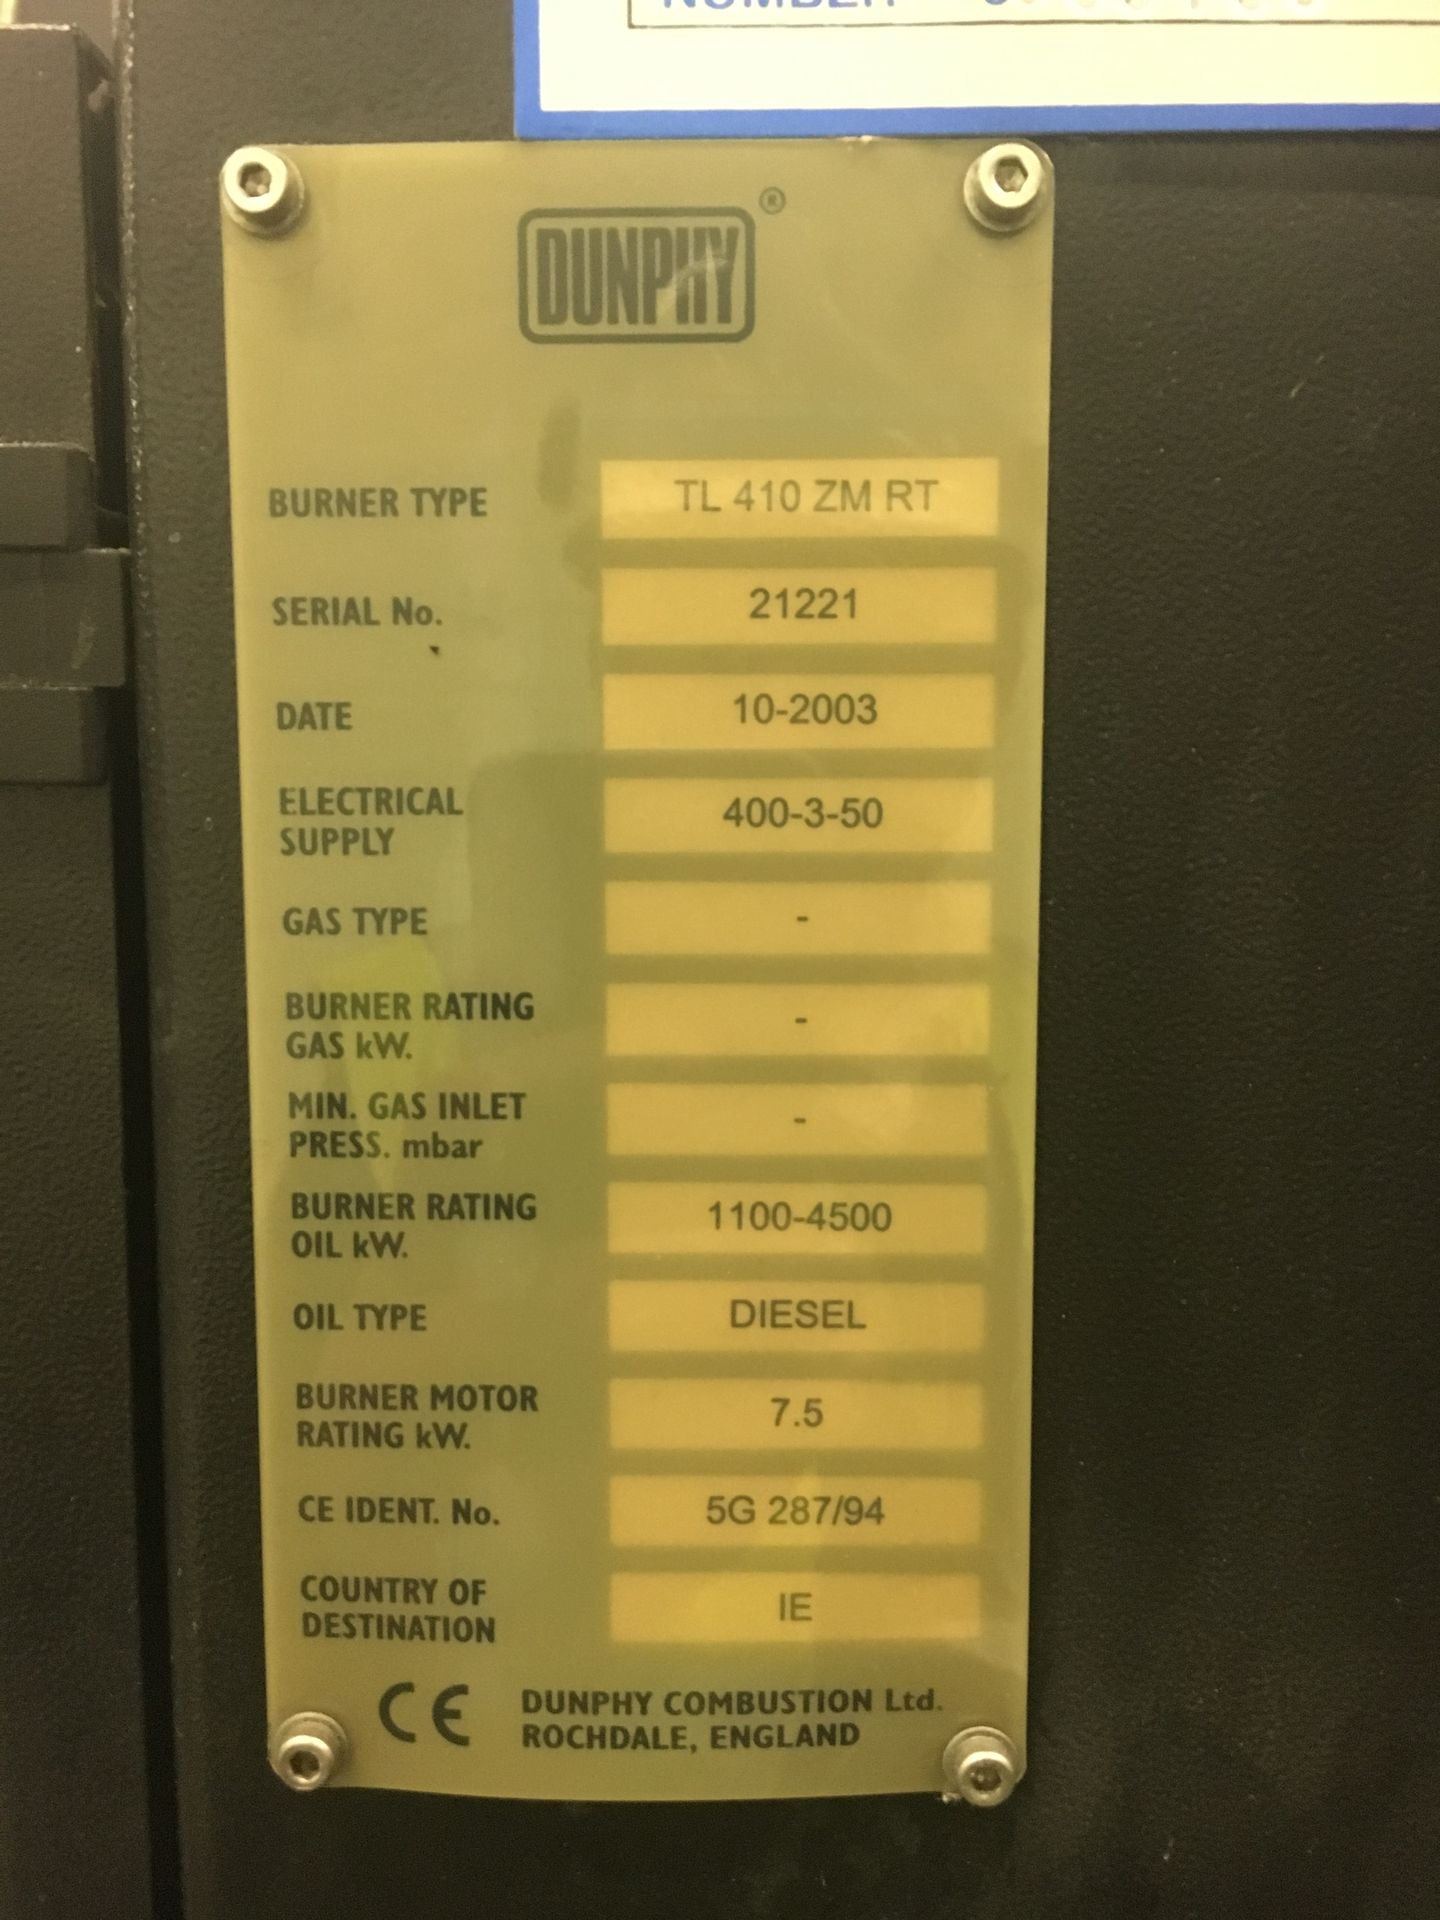 NUMBER
DUNPHY ®
BURNER TYPE TL 410 ZM RT
SERIAL No. 21221
DATE 10-2003
ELECTRICAL
SUPPLY 400-3-50
GAS TYPE -
BURNER RATING
GAS kW. -
MIN. GAS INLET
PRESS. mbar -
BURNER RATING
OIL kW. 1100-4500
OIL TYPE DIESEL
BURNER MOTOR
RATING kW. 7.5
CE IDENT. No. 5G 287/94
COUNTRY OF
DESTINATION IE
CE DUNPHY COMBUSTION Ltd.
ROCHDALE, ENGLAND